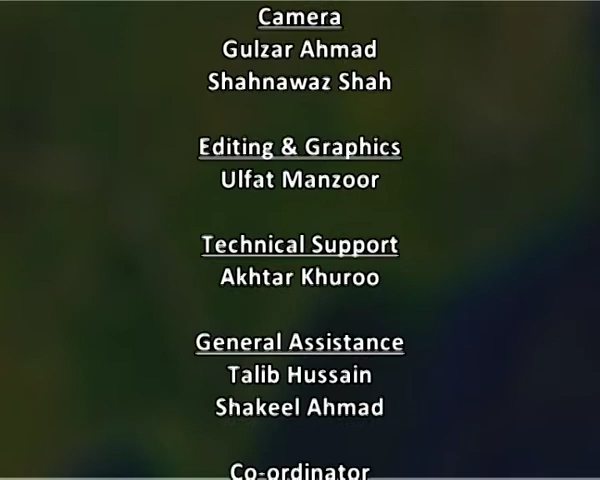 Camera
Gulzar Ahmad
Shahnawaz Shah
Editing & Graphics
Ulfat Manzoor
Technical Support
Akhtar Khuroo
General Assistance
Talib Hussain
Shakeel Ahmad
Co-ordinator